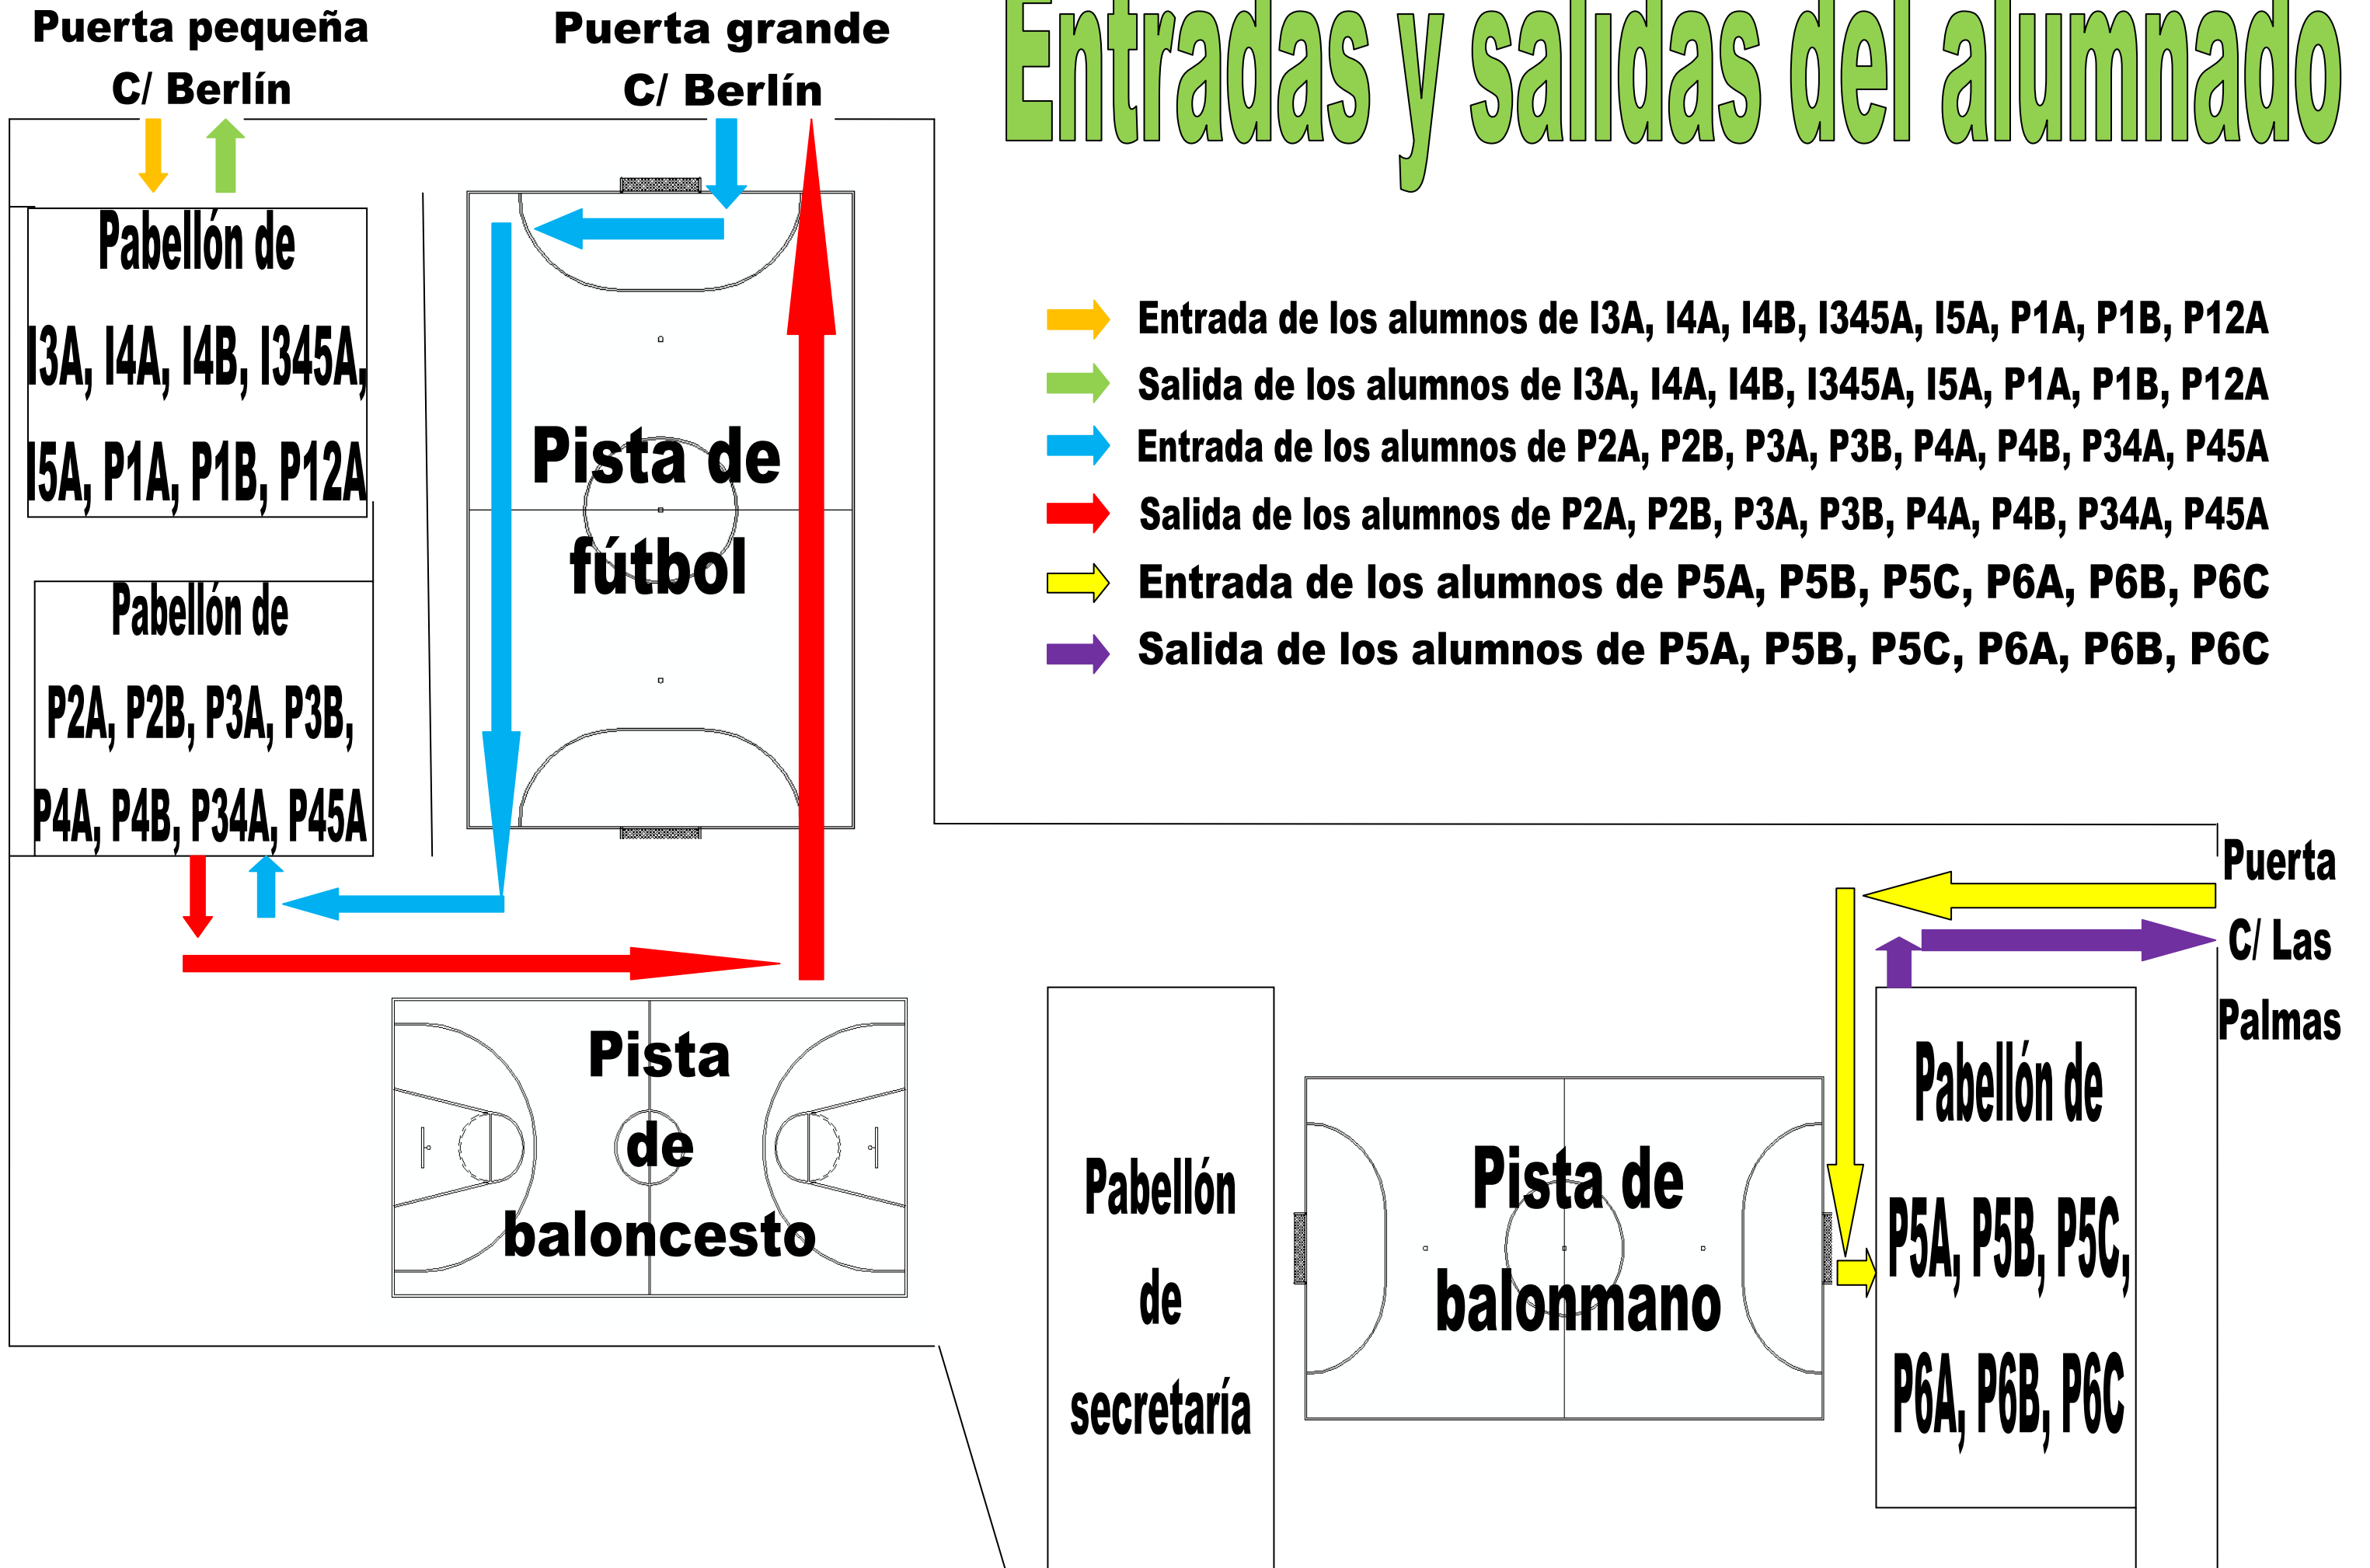 Entradas y salidas del alumnado
Puerta pequeña
C/ Berlín
Puerta grande
C/ Berlín
Pabellón de
I3A, I4A, I4B, I345A,
I5A, P1A, P1B, P12A
Pista de
fútbol
Entrada de los alumnos de I3A, I4A, I4B, I345A, I5A, P1A, P1B, P12A
Salida de los alumnos de I3A, I4A, I4B, I345A, I5A, P1A, P1B, P12A
Entrada de los alumnos de P2A, P2B, P3A, P3B, P4A, P4B, P34A, P45A
Salida de los alumnos de P2A, P2B, P3A, P3B, P4A, P4B, P34A, P45A
Entrada de los alumnos de P5A, P5B, P5C, P6A, P6B, P6C
Salida de los alumnos de P5A, P5B, P5C, P6A, P6B, P6C
Pabellón de
P2A, P2B, P3A, P3B,
P4A, P4B, P34A, P45A
Puerta
C/ Las
Palmas
Pista
de
baloncesto
Pabellón
de
secretaría
Pista de
balonmano
Pabellón de
P5A, P5B, P5C,
P6A, P6B, P6C